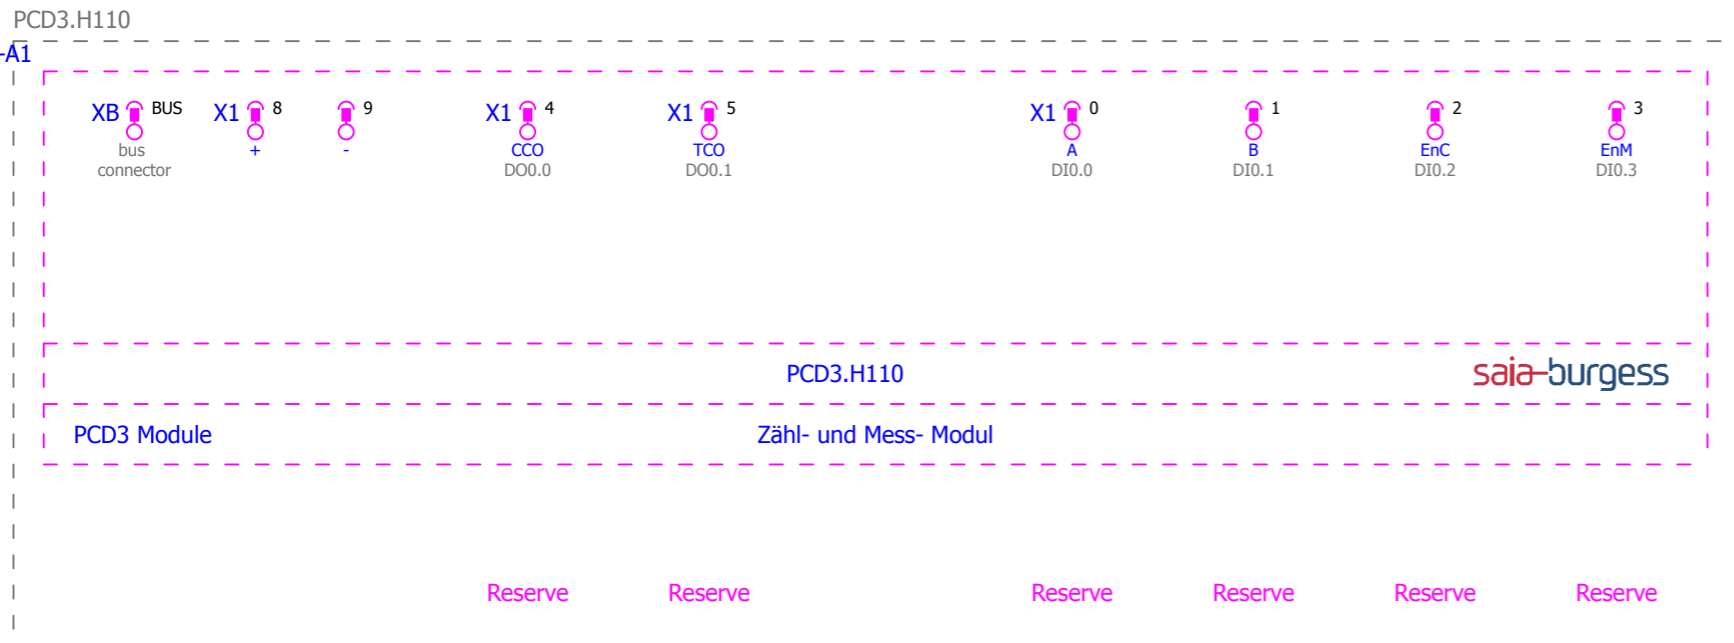 PCD3.H110
-A1
XB BUS X1 8 9 X1 4 X1 5 X1 0 1 2 3
bus + - CCO TCO A B EnC EnM
connector DO0.0 DO0.1 DI0.0 DI0.1 DI0.2 DI0.3
PCD3.H110 saia-burgess
PCD3 Module Zähl- und Mess- Modul
Reserve Reserve Reserve Reserve Reserve Reserve